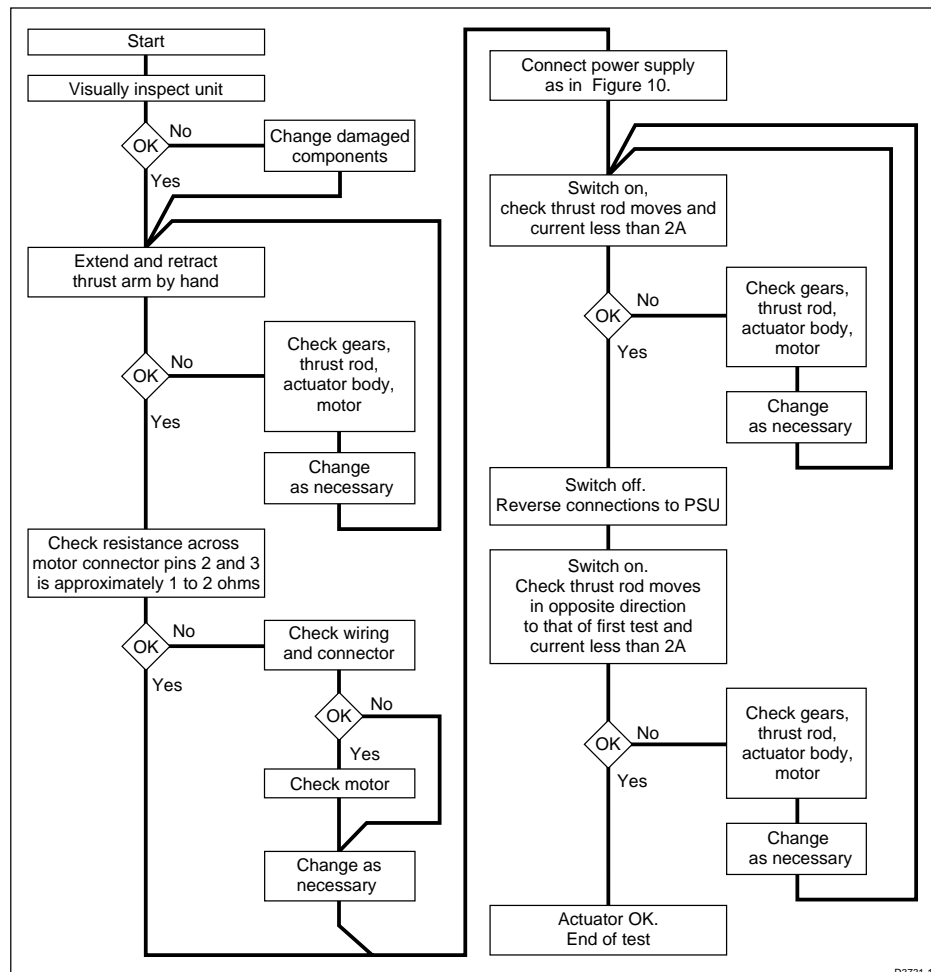 Start
Visually inspect unit
OK
No
Yes
Change damaged
components
Extend and retract
thrust arm by hand
OK
No
Yes
Check gears,
thrust rod,
actuator body,
motor
Change
as necessary
Check resistance across
motor connector pins 2 and 3
is approximately 1 to 2 ohms
OK
No
Yes
Check wiring
and connector
OK
No
Yes
Check motor
Change as
necessary
Connect power supply
as in Figure 10.
Switch on,
check thrust rod moves and
current less than 2A
OK
No
Yes
Check gears,
thrust rod,
actuator body,
motor
Change
as necessary
Switch off.
Reverse connections to PSU
Switch on.
Check thrust rod moves
in opposite direction
to that of first test and
current less than 2A
OK
No
Yes
Check gears,
thrust rod,
actuator body,
motor
Change
as necessary
Actuator OK.
End of test